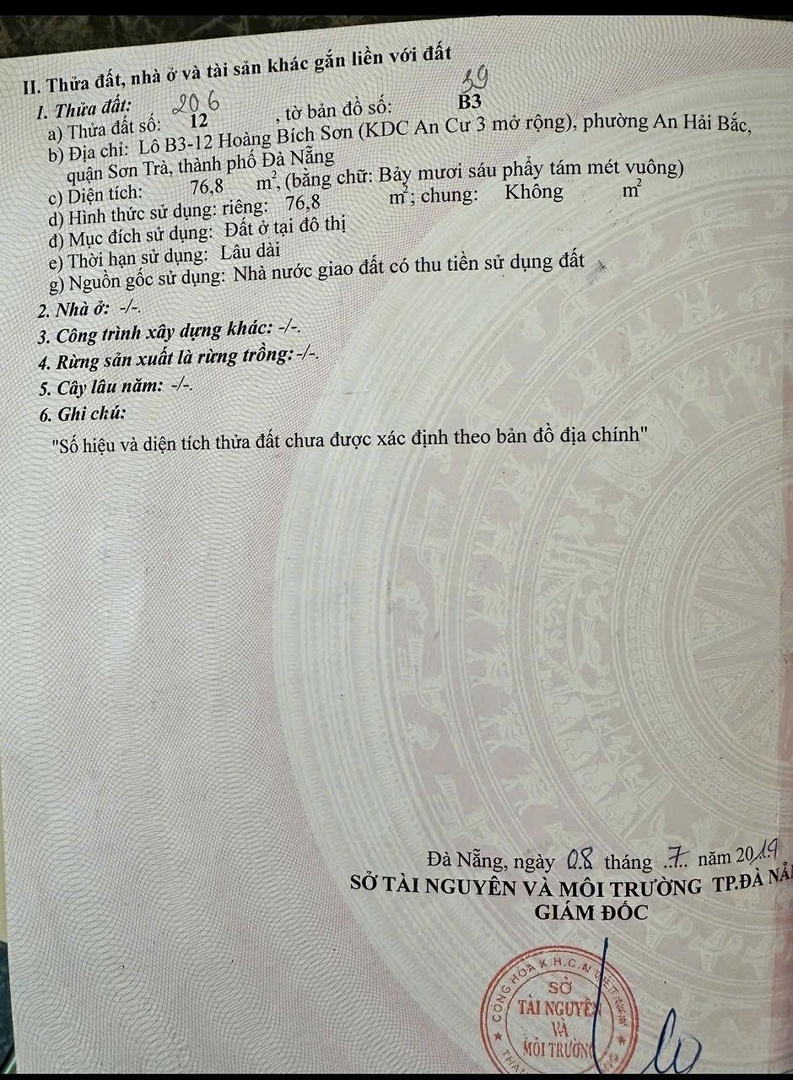 II. Thửa đất, nhà ở và tài sản khác gắn liền với đất
1. Thửa đất:
206
39
a) Thửa đất số: 12 , tờ bản đồ số: B3
b) Địa chỉ: Lô B3-12 Hoàng Bích Sơn (KDC An Cư 3 mở rộng), phường An Hải Bắc,
quận Sơn Trà, thành phố Đà Nẵng
c) Diện tích: 76,8 m², (bằng chữ: Bảy mươi sáu phẩy tám mét vuông)
d) Hình thức sử dụng: riêng: 76,8 m²; chung: Không m²
đ) Mục đích sử dụng: Đất ở tại đô thị
e) Thời hạn sử dụng: Lâu dài
g) Nguồn gốc sử dụng: Nhà nước giao đất có thu tiền sử dụng đất
2. Nhà ở: -/-.
3. Công trình xây dựng khác: -/-.
4. Rừng sản xuất là rừng trồng: -/-.
5. Cây lâu năm: -/-.
6. Ghi chú:
"Số hiệu và diện tích thửa đất chưa được xác định theo bản đồ địa chính"
Đà Nẵng, ngày 08 tháng .7. năm 2019
SỞ TÀI NGUYÊN VÀ MÔI TRƯỜNG TP.ĐÀ NẴ
GIÁM ĐỐC
CỘNG HÒA K.H.C.N
SỞ
TÀI NGUYÊN
VÀ
MÔI TRƯỜNG